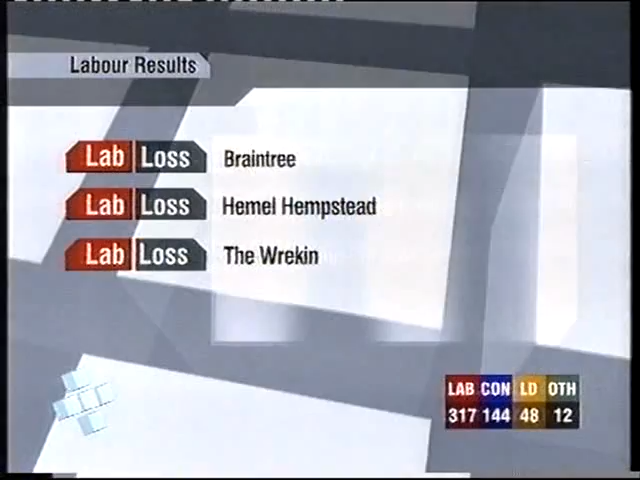 Labour Results
Lab Loss Braintree
Lab Loss Hemel Hempstead
Lab Loss The Wrekin
LAB CON LD OTH
317 144 48 12